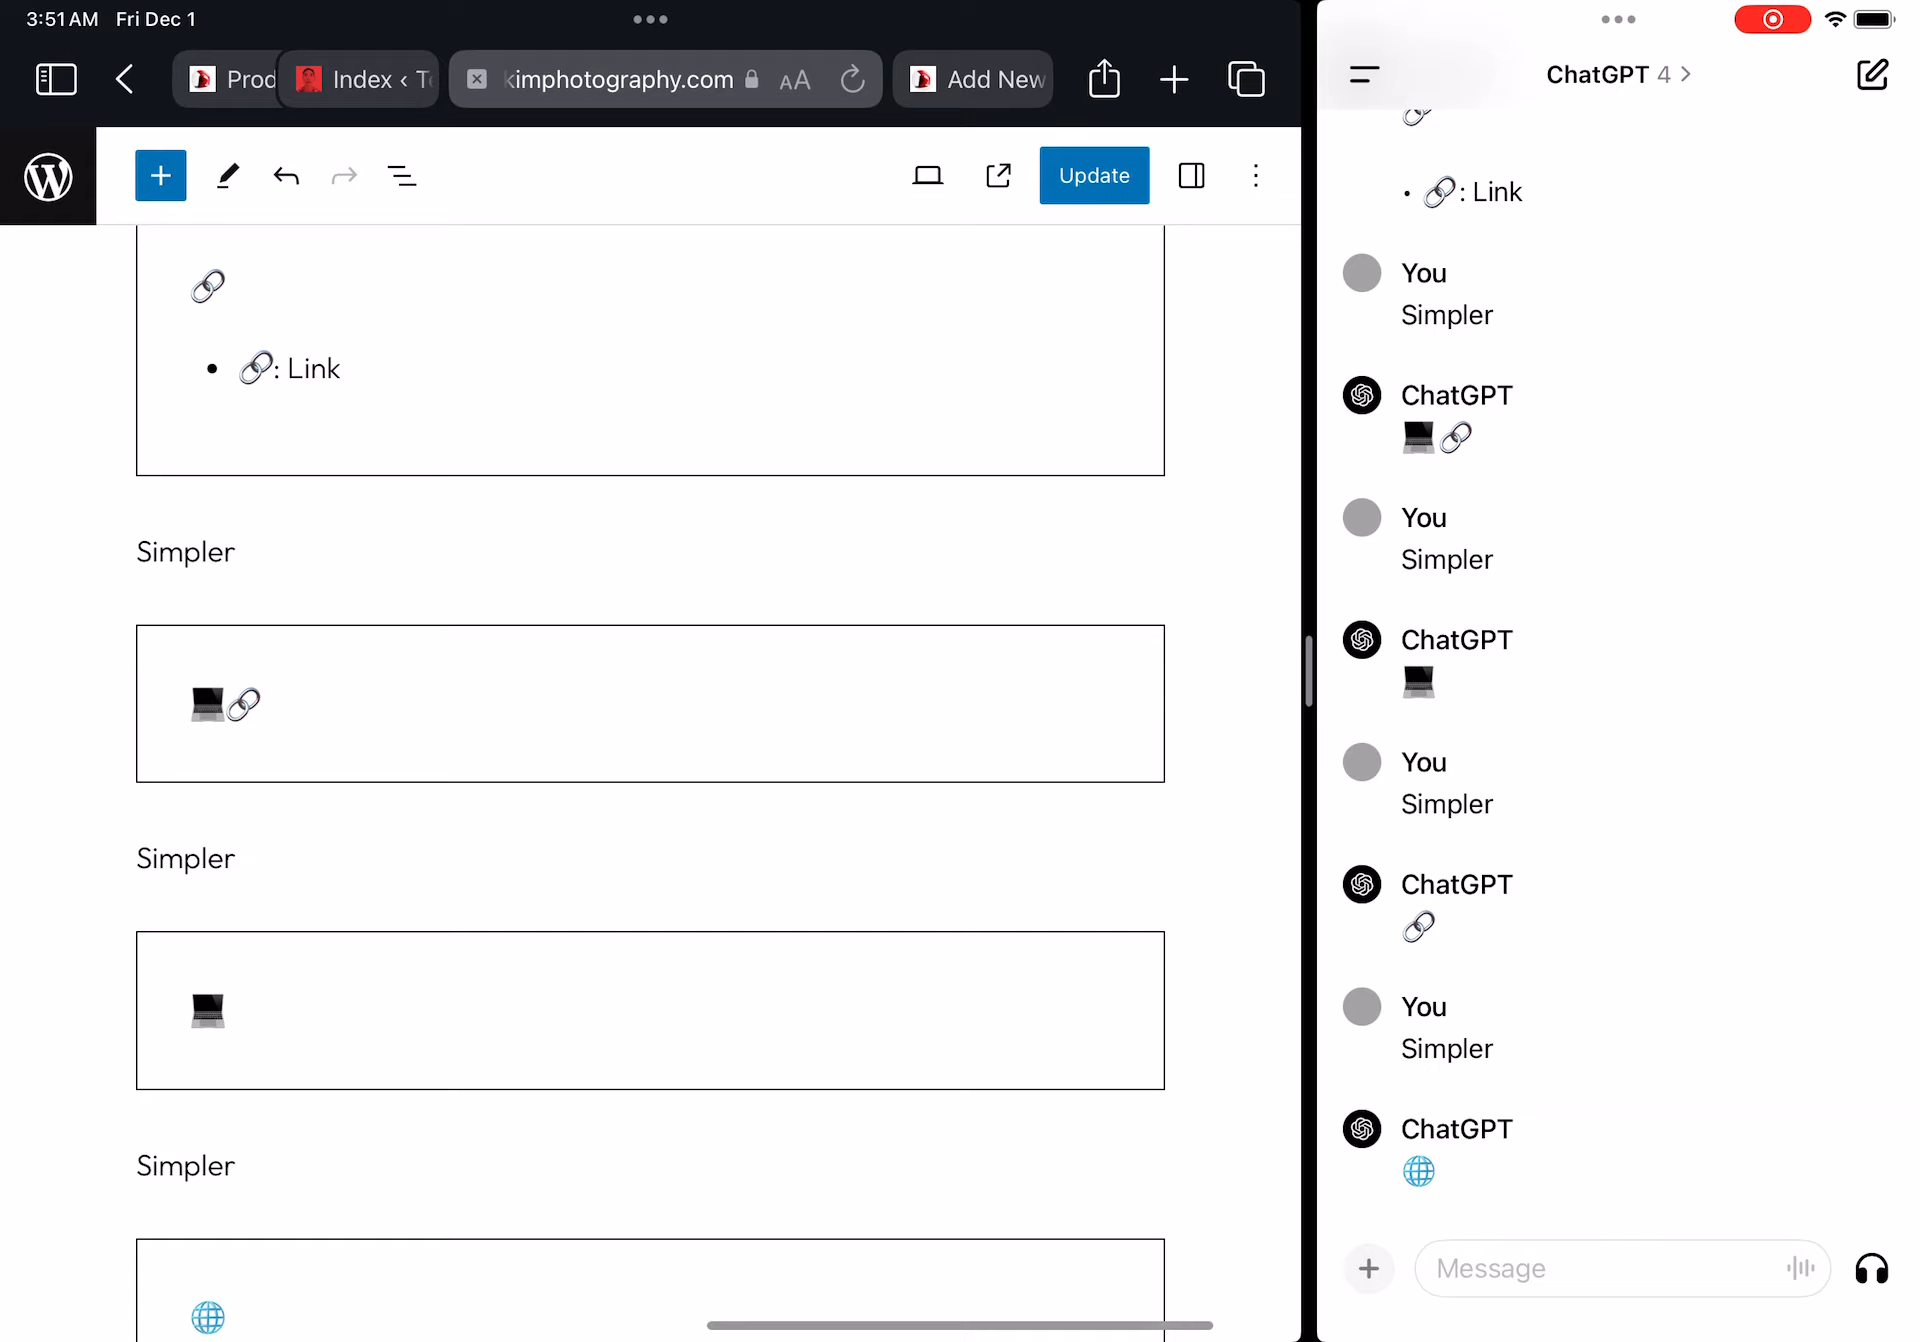 3:51 AM Fri Dec 1
Prod
Index ‹ T
kimphotography.com
AA
Add New
Update
🔗
• 🔗: Link
Simpler
💻🔗
Simpler
💻
Simpler
🌐
ChatGPT 4 >
🔗
• 🔗: Link
You
Simpler
ChatGPT
💻🔗
You
Simpler
ChatGPT
💻
You
Simpler
ChatGPT
🔗
You
Simpler
ChatGPT
🌐
Message